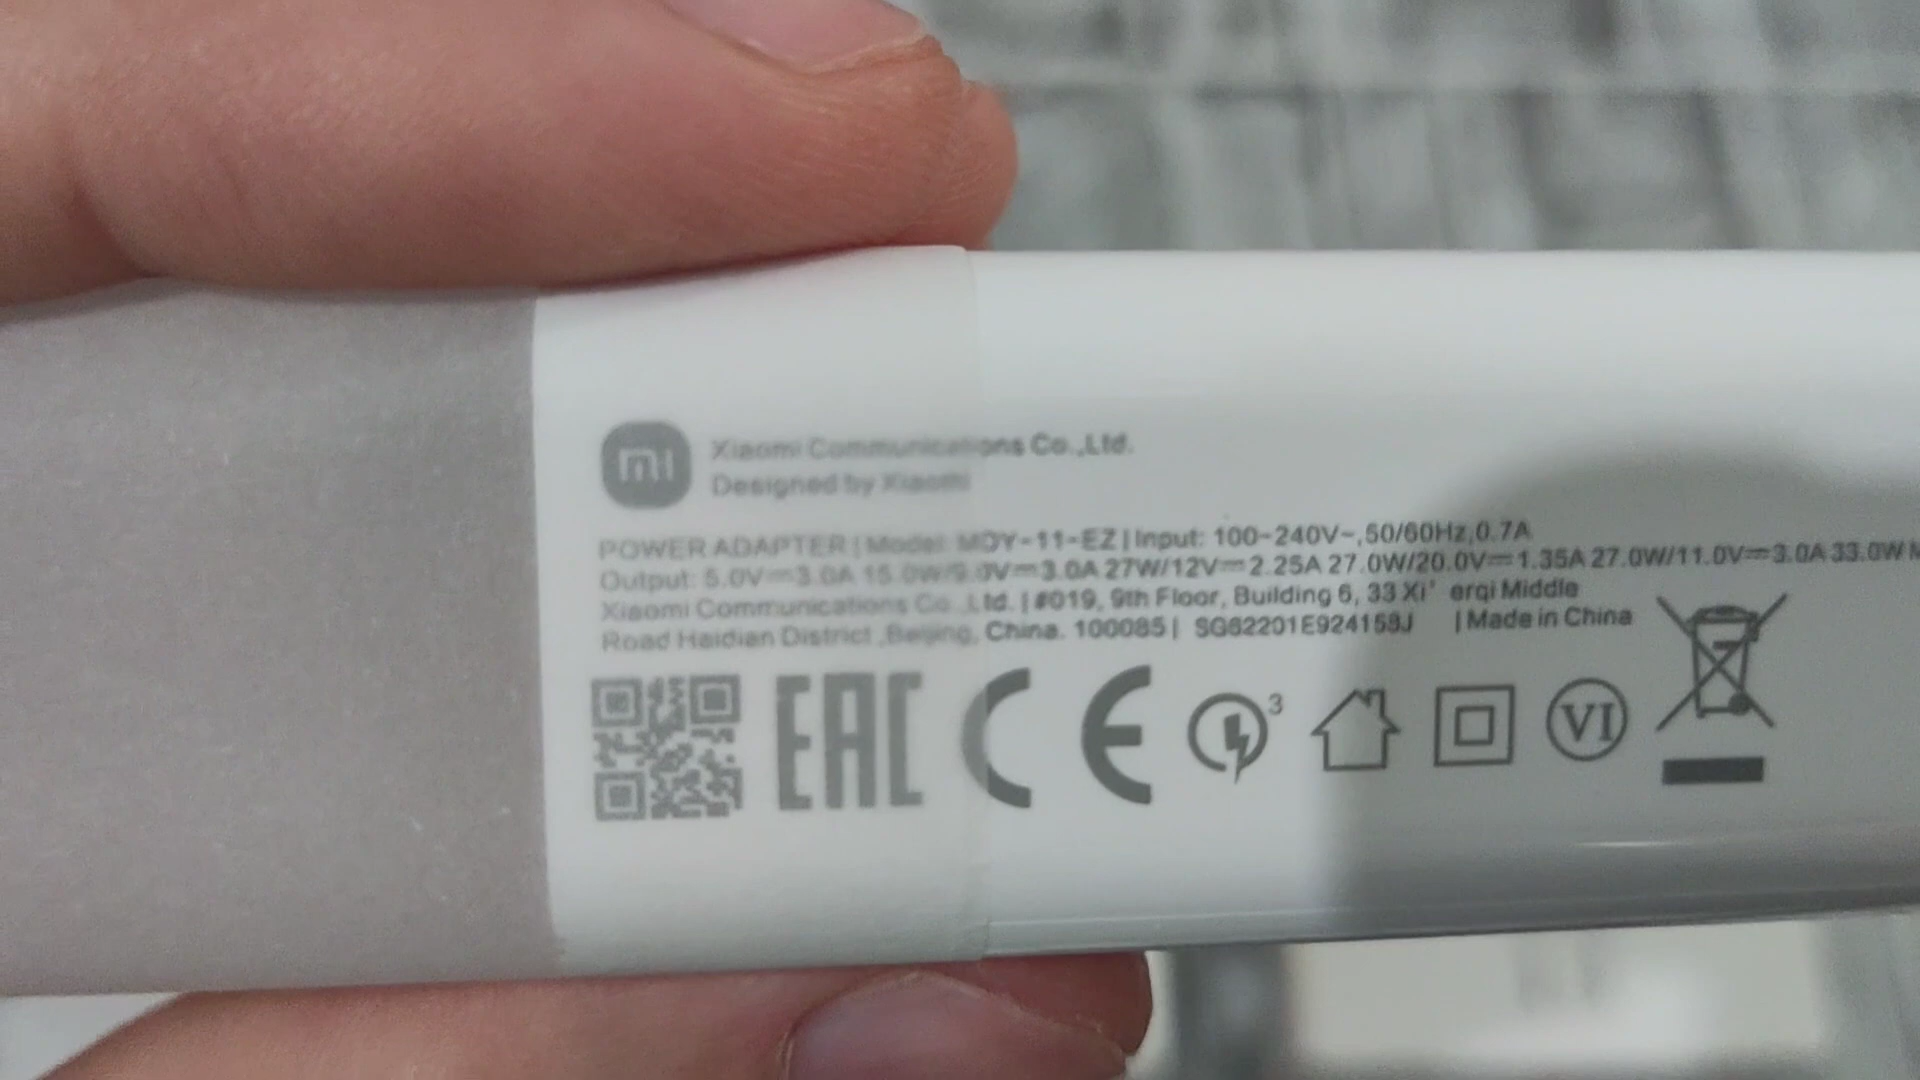 mi
Xiaomi Communications Co.,Ltd.
Designed by Xiaomi
POWER ADAPTER | Model: MDY-11-EZ | Input: 100-240V~,50/60Hz,0.7A
Output: 5.0V⎓3.0A 15.0W/9.0V⎓3.0A 27W/12V⎓2.25A 27.0W/20.0V⎓1.35A 27.0W/11.0V⎓3.0A 33.0W M
Xiaomi Communications Co.,Ltd. | #019, 9th Floor, Building 6, 33 Xi' erqi Middle
Road Haidian District ,Beijing, China. 100085 | SG62201E924158J | Made in China
EAC CE 3 VI